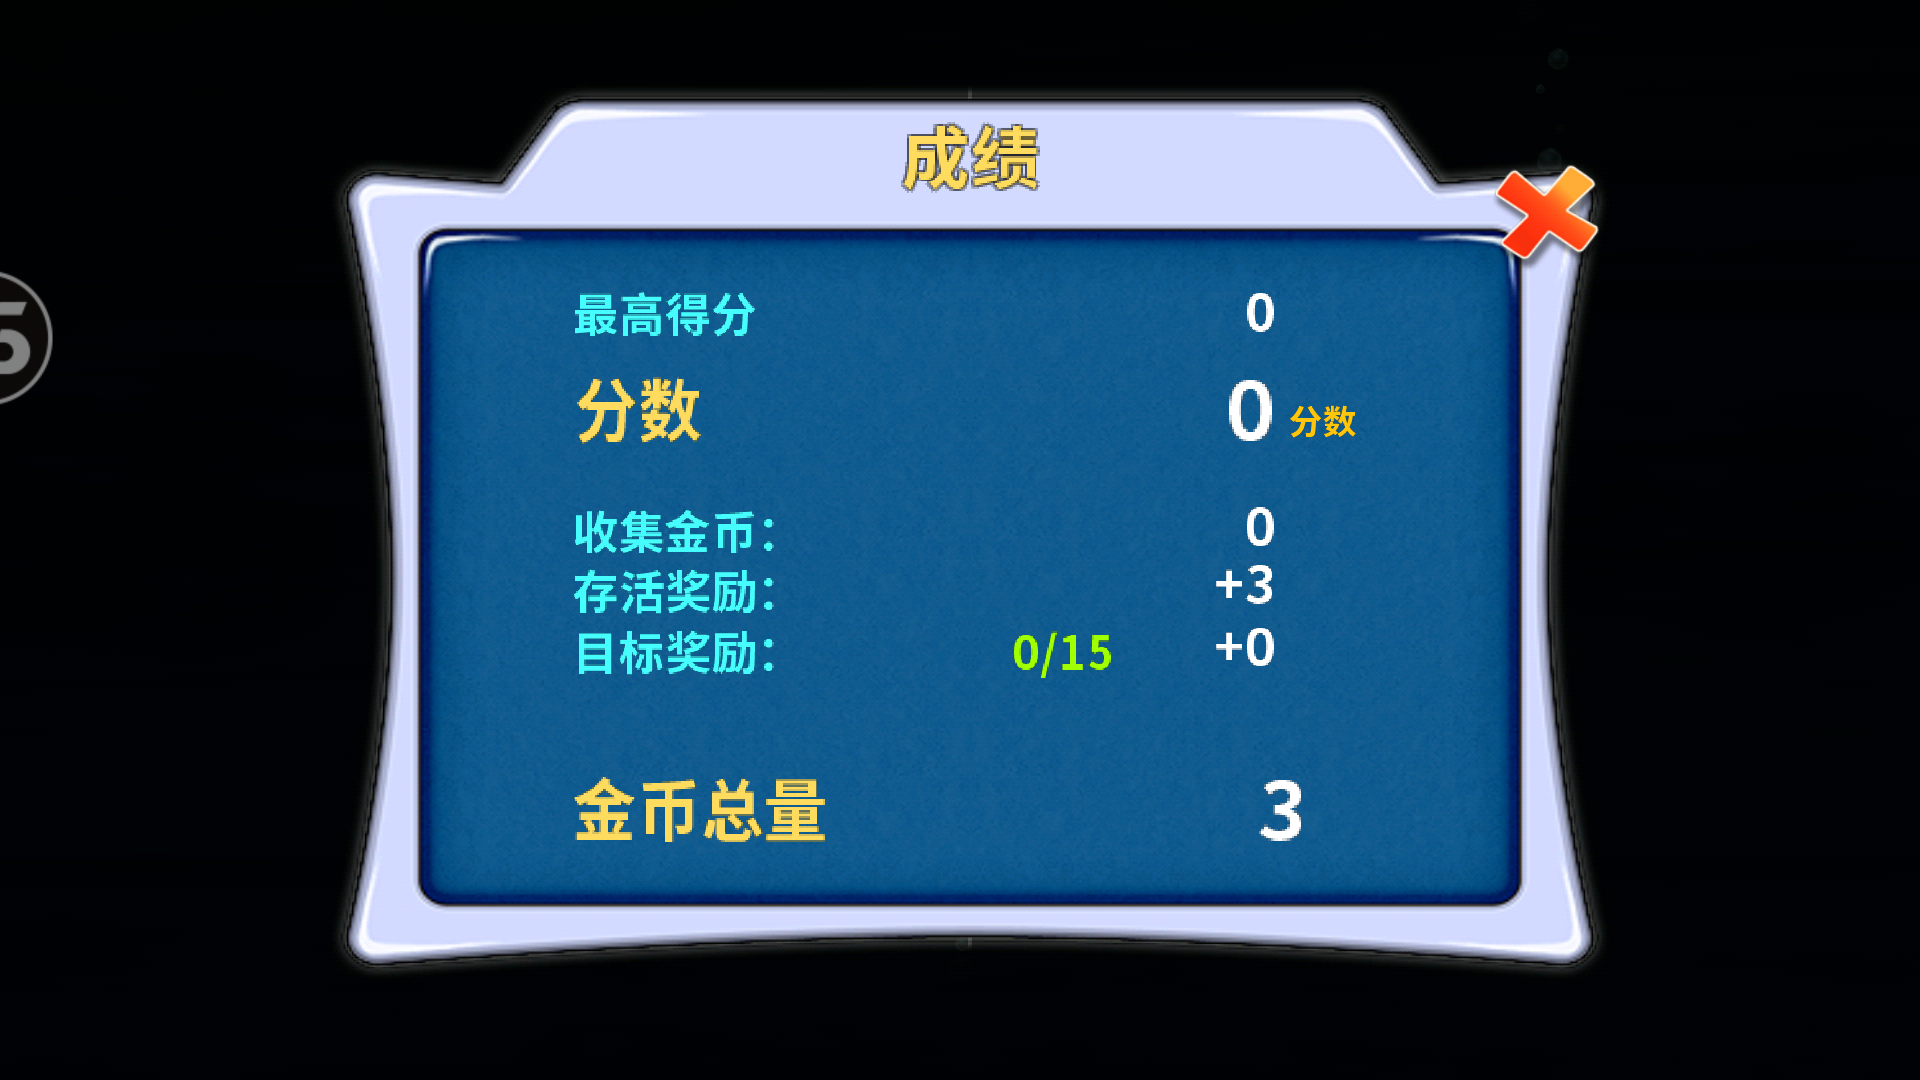 成绩
最高得分 0
分数 0 分数
收集金币： 0
存活奖励： +3
目标奖励： 0/15 +0
金币总量 3
5